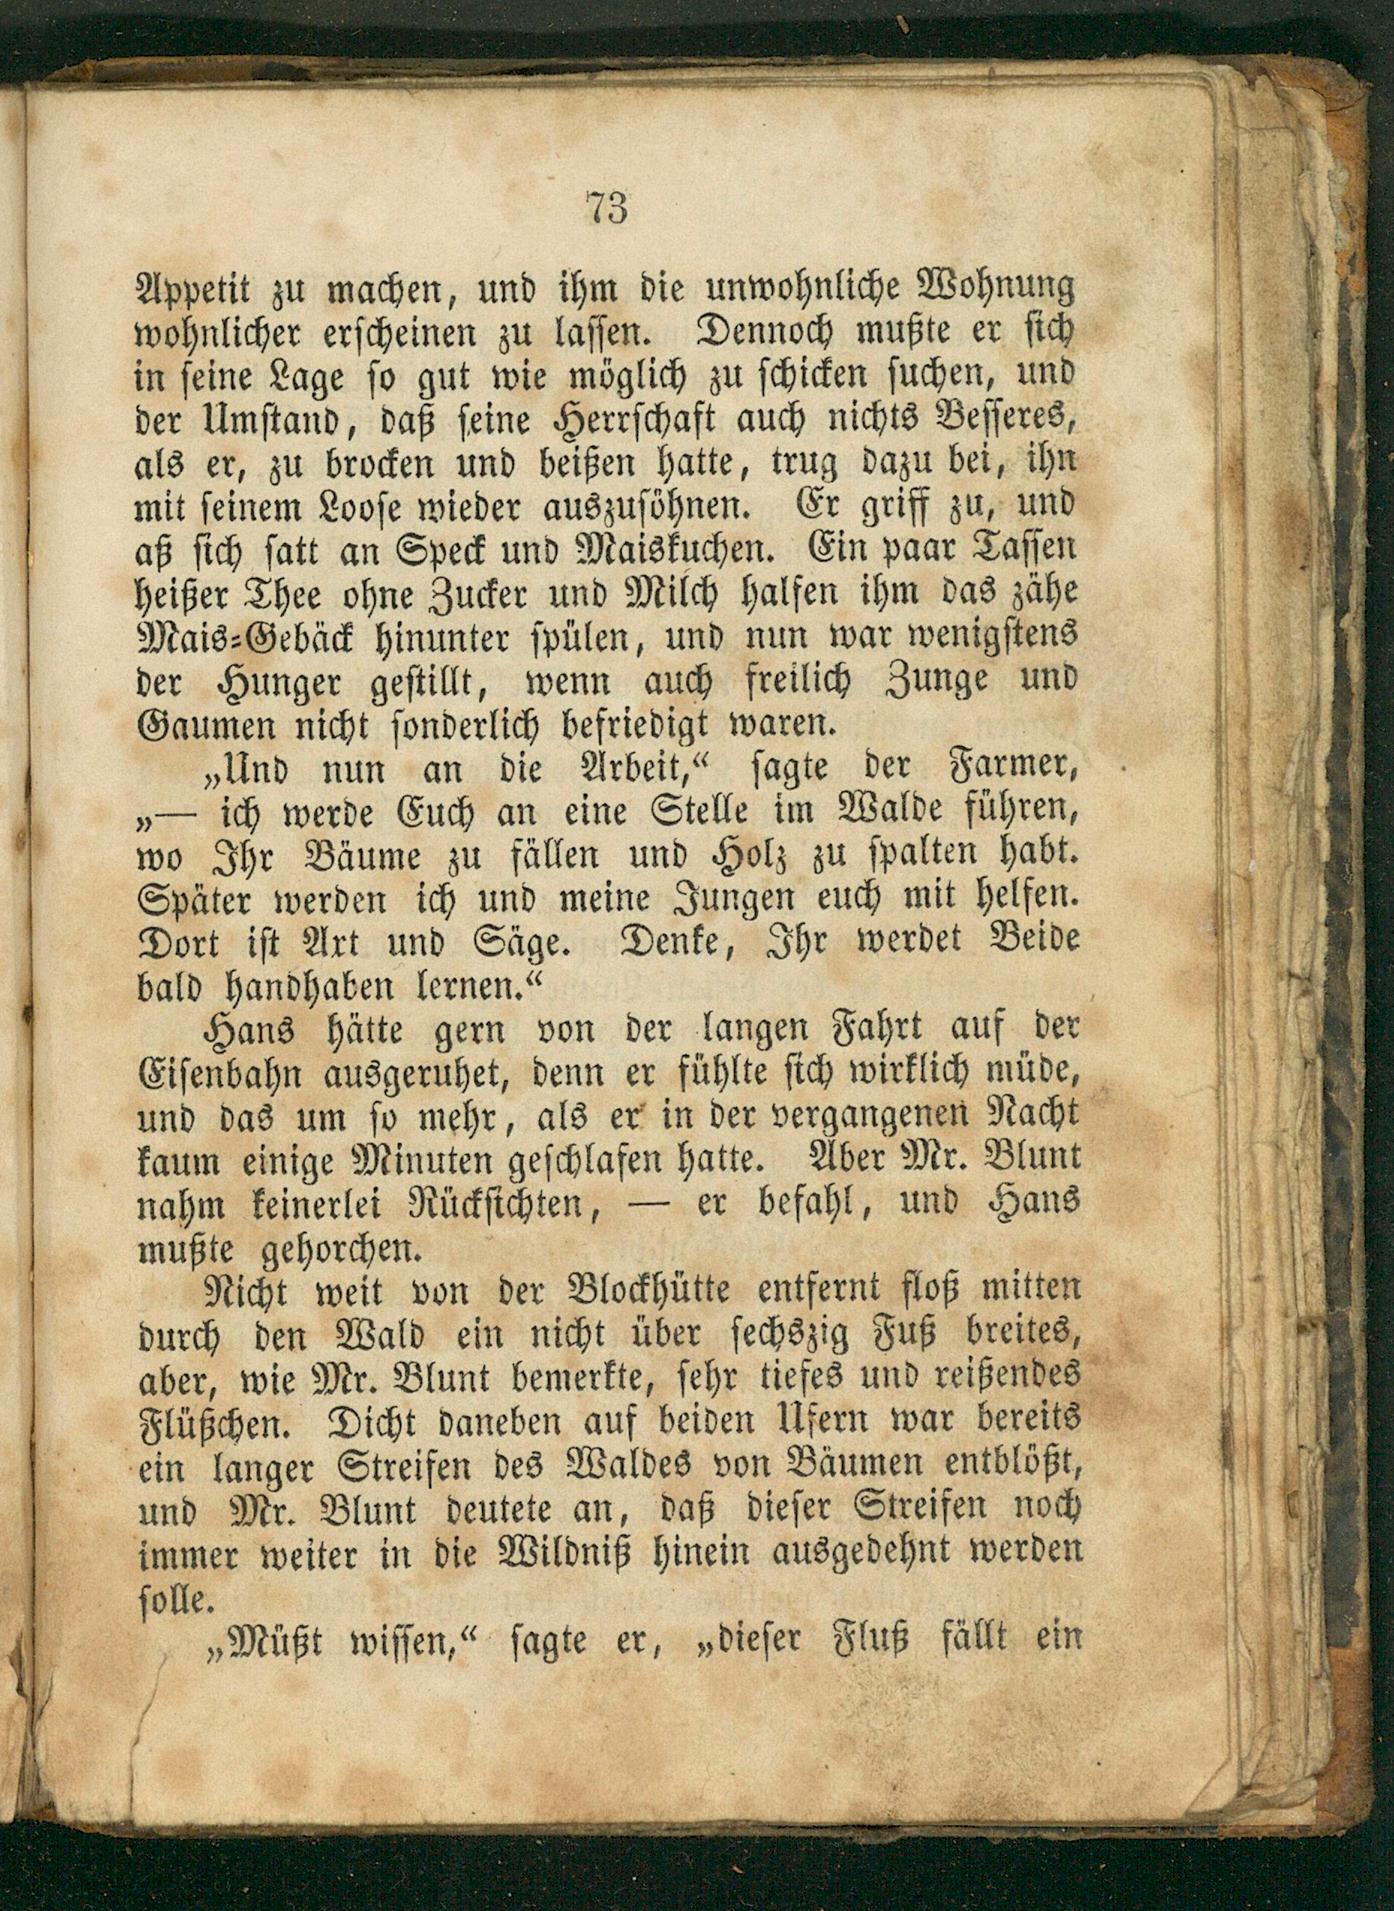 73
Appetit zu machen, und ihm die unwohnliche Wohnung
wohnlicher erscheinen zu lassen. Dennoch mußte er sich
in seine Lage so gut wie möglich zu schicken suchen, und
der Umstand, daß seine Herrschaft auch nichts Besseres,
als er, zu brocken und beißen hatte, trug dazu bei, ihn
mit seinem Loose wieder auszusöhnen. Er griff zu, und
aß sich satt an Speck und Maiskuchen. Ein paar Tassen
heißer Thee ohne Zucker und Milch halfen ihm das zähe
Mais-Gebäck hinunter spülen, und nun war wenigstens
der Hunger gestillt, wenn auch freilich Zunge und
Gaumen nicht sonderlich befriedigt waren.
„Und nun an die Arbeit,“ sagte der Farmer,
„— ich werde Euch an eine Stelle im Walde führen,
wo Ihr Bäume zu fällen und Holz zu spalten habt.
Später werden ich und meine Jungen euch mit helfen.
Dort ist Axt und Säge. Denke, Ihr werdet Beide
bald handhaben lernen.“
Hans hätte gern von der langen Fahrt auf der
Eisenbahn ausgeruhet, denn er fühlte sich wirklich müde,
und das um so mehr, als er in der vergangenen Nacht
kaum einige Minuten geschlafen hatte. Aber Mr. Blunt
nahm keinerlei Rücksichten, — er befahl, und Hans
mußte gehorchen.
Nicht weit von der Blockhütte entfernt floß mitten
durch den Wald ein nicht über sechszig Fuß breites,
aber, wie Mr. Blunt bemerkte, sehr tiefes und reißendes
Flüßchen. Dicht daneben auf beiden Ufern war bereits
ein langer Streifen des Waldes von Bäumen entblößt,
und Mr. Blunt deutete an, daß dieser Streifen noch
immer weiter in die Wildniß hinein ausgedehnt werden
solle.
„Müßt wissen,“ sagte er, „dieser Fluß fällt ein